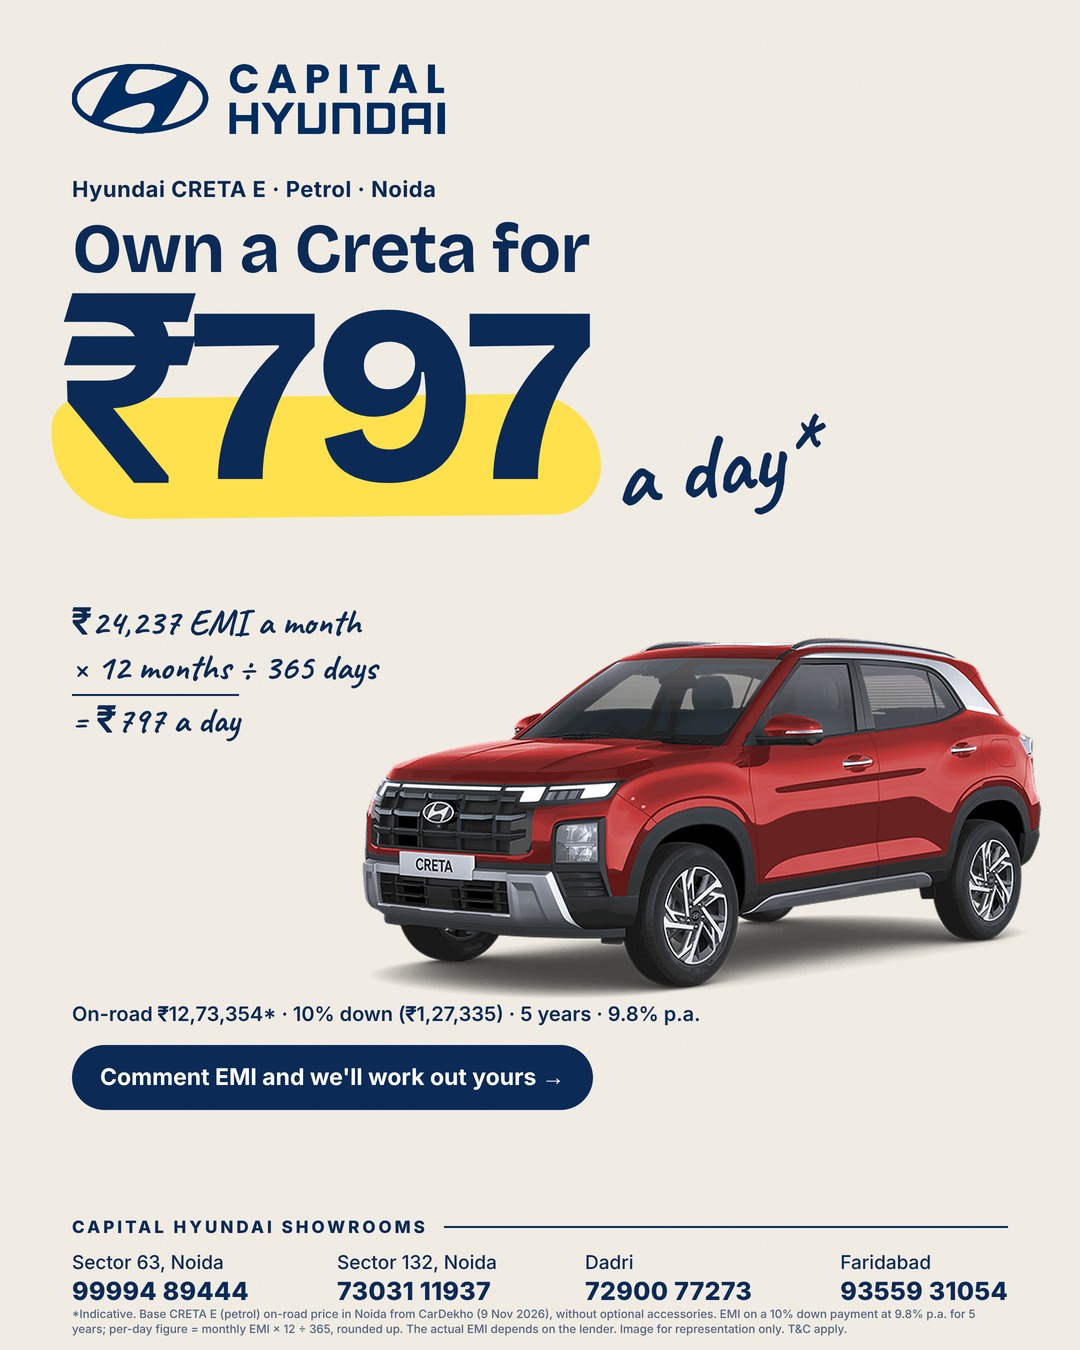 CAPITAL
HYUNDAI
Hyundai CRETA E · Petrol · Noida
Own a Creta for
₹797
a day*
₹24,237 EMI a month
× 12 months ÷ 365 days
= ₹797 a day
CRETA
On-road ₹12,73,354* · 10% down (₹1,27,335) · 5 years · 9.8% p.a.
Comment EMI and we'll work out yours →
CAPITAL HYUNDAI SHOWROOMS
Sector 63, Noida
99994 89444
Sector 132, Noida
73031 11937
Dadri
72900 77273
Faridabad
93559 31054
*Indicative. Base CRETA E (petrol) on-road price in Noida from CarDekho (9 Nov 2026), without optional accessories. EMI on a 10% down payment at 9.8% p.a. for 5
years; per-day figure = monthly EMI × 12 ÷ 365, rounded up. The actual EMI depends on the lender. Image for representation only. T&C apply.